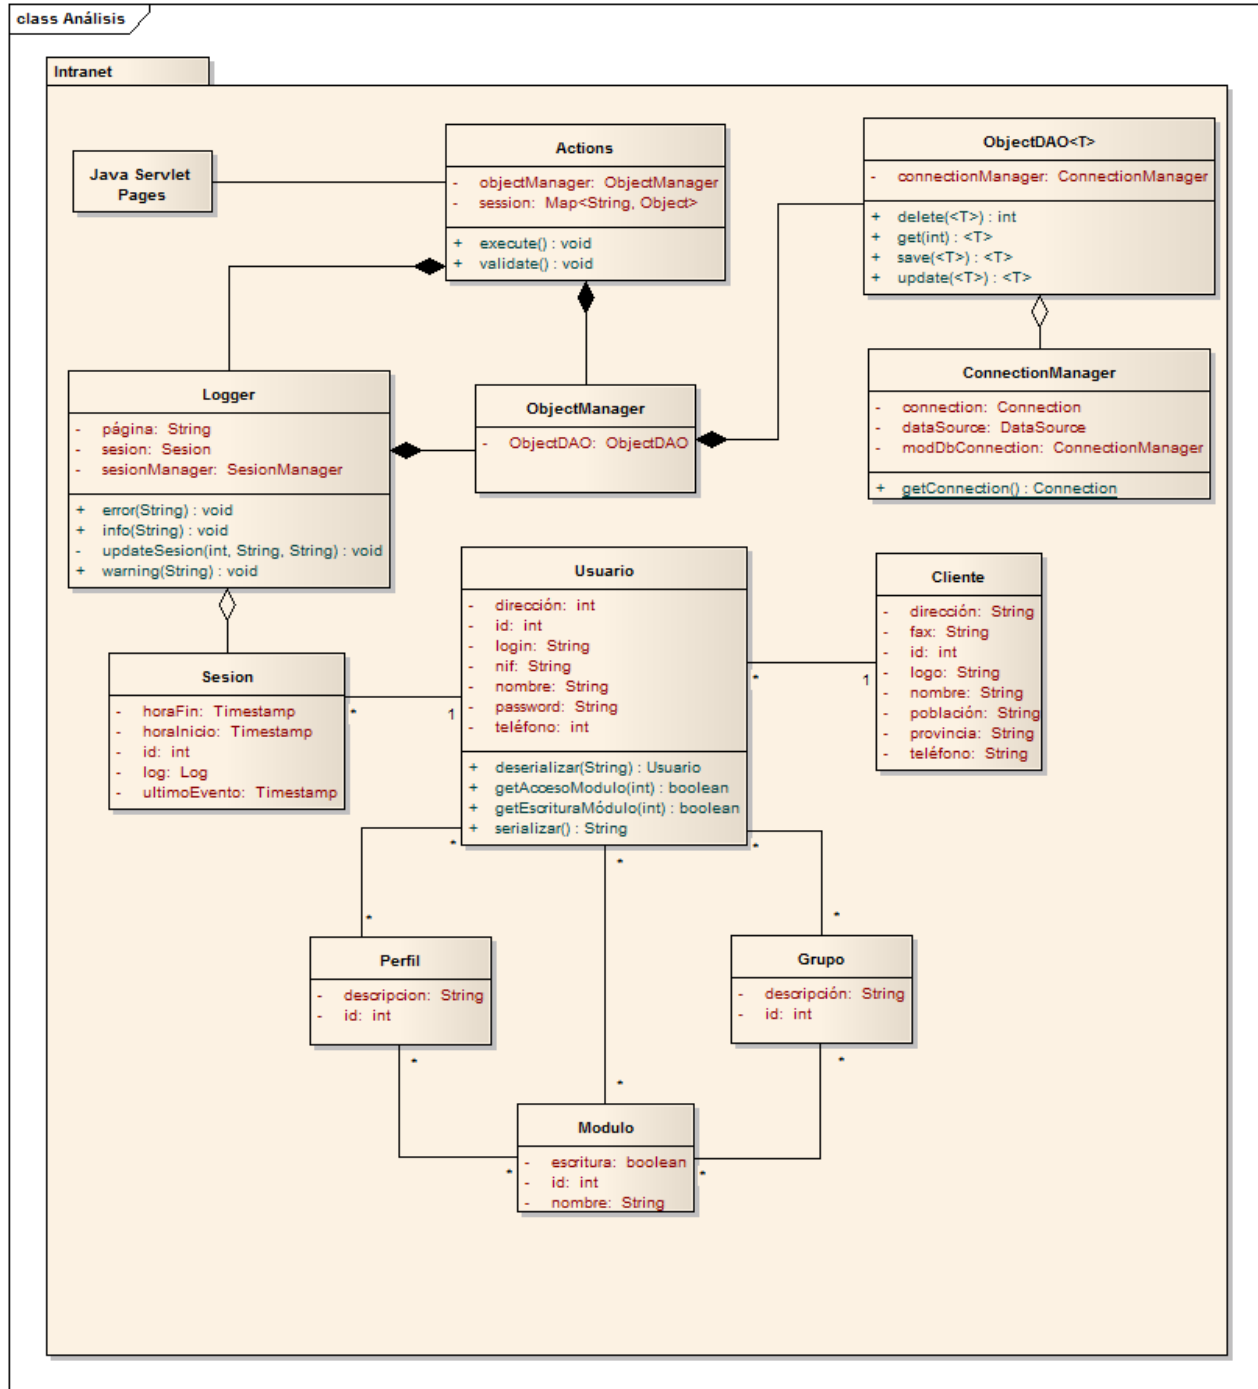 class Análisis
Intranet
Java Servlet
Pages
Actions
- objectManager: ObjectManager
- session: Map<String, Object>
+ execute() : void
+ validate() : void
ObjectDAO<T>
- connectionManager: ConnectionManager
+ delete(<T>) : int
+ get(int) : <T>
+ save(<T>) : <T>
+ update(<T>) : <T>
Logger
- página: String
- sesion: Sesion
- sesionManager: SesionManager
+ error(String) : void
+ info(String) : void
- updateSesion(int, String, String) : void
+ warning(String) : void
ObjectManager
- ObjectDAO: ObjectDAO
ConnectionManager
- connection: Connection
- dataSource: DataSource
- modDbConnection: ConnectionManager
+ getConnection() : Connection
Usuario
- dirección: int
- id: int
- login: String
- nif: String
- nombre: String
- password: String
- teléfono: int
+ deserializar(String) : Usuario
+ getAccesoModulo(int) : boolean
+ getEscrituraMódulo(int) : boolean
+ serializar() : String
Cliente
- dirección: String
- fax: String
- id: int
- logo: String
- nombre: String
- población: String
- provincia: String
- teléfono: String
* 1
Sesion
- horaFin: Timestamp
- horaInicio: Timestamp
- id: int
- log: Log
- ultimoEvento: Timestamp
* 1
* * *
* *
Perfil
- descripcion: String
- id: int
Grupo
- descripción: String
- id: int
* * *
Modulo
- escritura: boolean
- id: int
- nombre: String
* *